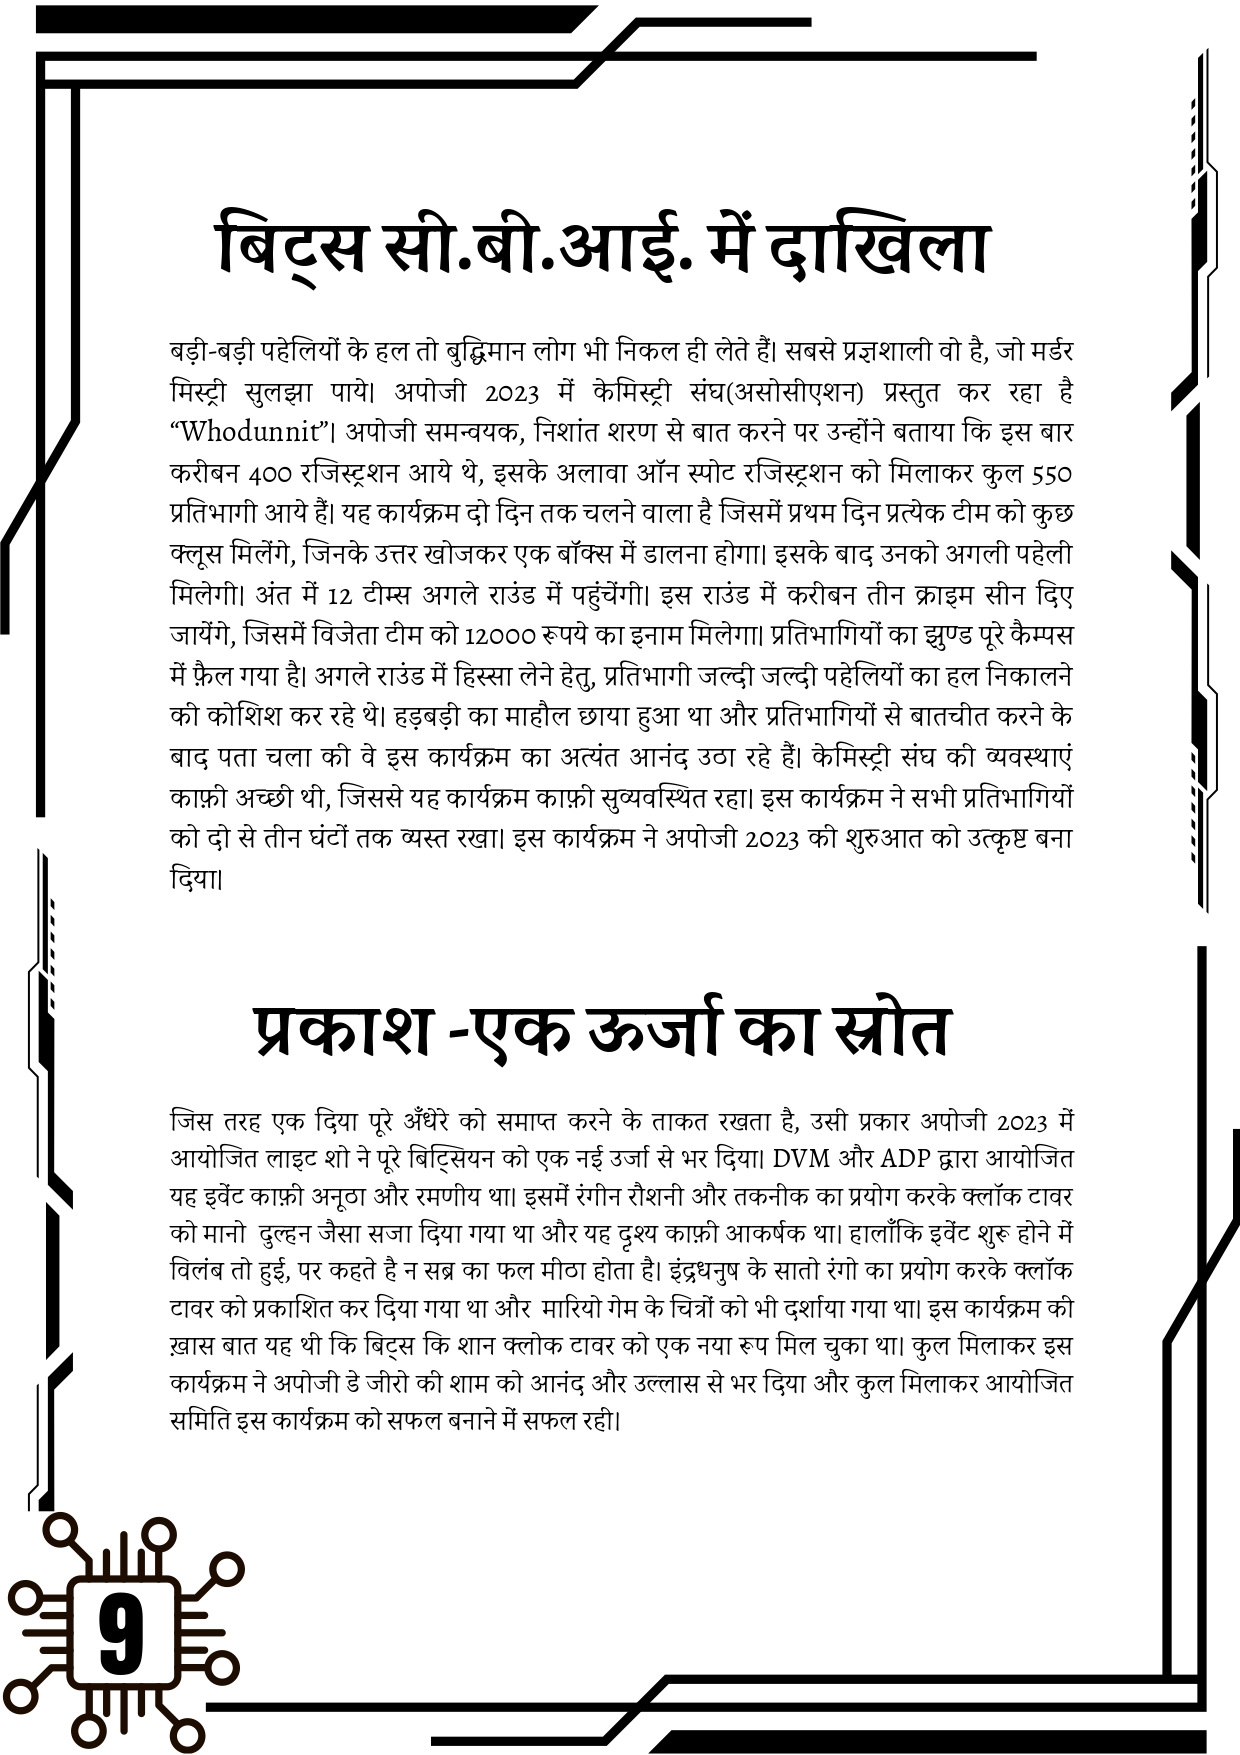 बिट्स सी.बी.आई. में दाखिला
बड़ी-बड़ी पहेलियों के हल तो बुद्धिमान लोग भी निकल ही लेते हैं। सबसे प्रज्ञशाली वो है, जो मर्डर
मिस्ट्री सुलझा पाये। अपोजी 2023 में केमिस्ट्री संघ(असोसीएशन) प्रस्तुत कर रहा है
“Whodunnit”। अपोजी समन्वयक, निशांत शरण से बात करने पर उन्होंने बताया कि इस बार
करीबन 400 रजिस्ट्रशन आये थे, इसके अलावा ऑन स्पोट रजिस्ट्रशन को मिलाकर कुल 550
प्रतिभागी आये हैं। यह कार्यक्रम दो दिन तक चलने वाला है जिसमें प्रथम दिन प्रत्येक टीम को कुछ
क्लूस मिलेंगे, जिनके उत्तर खोजकर एक बॉक्स में डालना होगा। इसके बाद उनको अगली पहेली
मिलेगी। अंत में 12 टीम्स अगले राउंड में पहुंचेंगी। इस राउंड में करीबन तीन क्राइम सीन दिए
जायेंगे, जिसमें विजेता टीम को 12000 रूपये का इनाम मिलेगा। प्रतिभागियों का झुण्ड पूरे कैम्पस
में फ़ैल गया है। अगले राउंड में हिस्सा लेने हेतु, प्रतिभागी जल्दी जल्दी पहेलियों का हल निकालने
की कोशिश कर रहे थे। हड़बड़ी का माहौल छाया हुआ था और प्रतिभागियों से बातचीत करने के
बाद पता चला की वे इस कार्यक्रम का अत्यंत आनंद उठा रहे हैं। केमिस्ट्री संघ की व्यवस्थाएं
काफ़ी अच्छी थी, जिससे यह कार्यक्रम काफ़ी सुव्यवस्थित रहा। इस कार्यक्रम ने सभी प्रतिभागियों
को दो से तीन घंटों तक व्यस्त रखा। इस कार्यक्रम ने अपोजी 2023 की शुरुआत को उत्कृष्ट बना
दिया।
प्रकाश -एक ऊर्जा का स्रोत
जिस तरह एक दिया पूरे अँधेरे को समाप्त करने के ताकत रखता है, उसी प्रकार अपोजी 2023 में
आयोजित लाइट शो ने पूरे बिट्सियन को एक नई उर्जा से भर दिया। DVM और ADP द्वारा आयोजित
यह इवेंट काफ़ी अनूठा और रमणीय था। इसमें रंगीन रौशनी और तकनीक का प्रयोग करके क्लॉक टावर
को मानो दुल्हन जैसा सजा दिया गया था और यह दृश्य काफ़ी आकर्षक था। हालाँकि इवेंट शुरू होने में
विलंब तो हुई, पर कहते है न सब्र का फल मीठा होता है। इंद्रधनुष के सातो रंगो का प्रयोग करके क्लॉक
टावर को प्रकाशित कर दिया गया था और मारियो गेम के चित्रों को भी दर्शाया गया था। इस कार्यक्रम की
ख़ास बात यह थी कि बिट्स कि शान क्लोक टावर को एक नया रूप मिल चुका था। कुल मिलाकर इस
कार्यक्रम ने अपोजी डे जीरो की शाम को आनंद और उल्लास से भर दिया और कुल मिलाकर आयोजित
समिति इस कार्यक्रम को सफल बनाने में सफल रही।
9